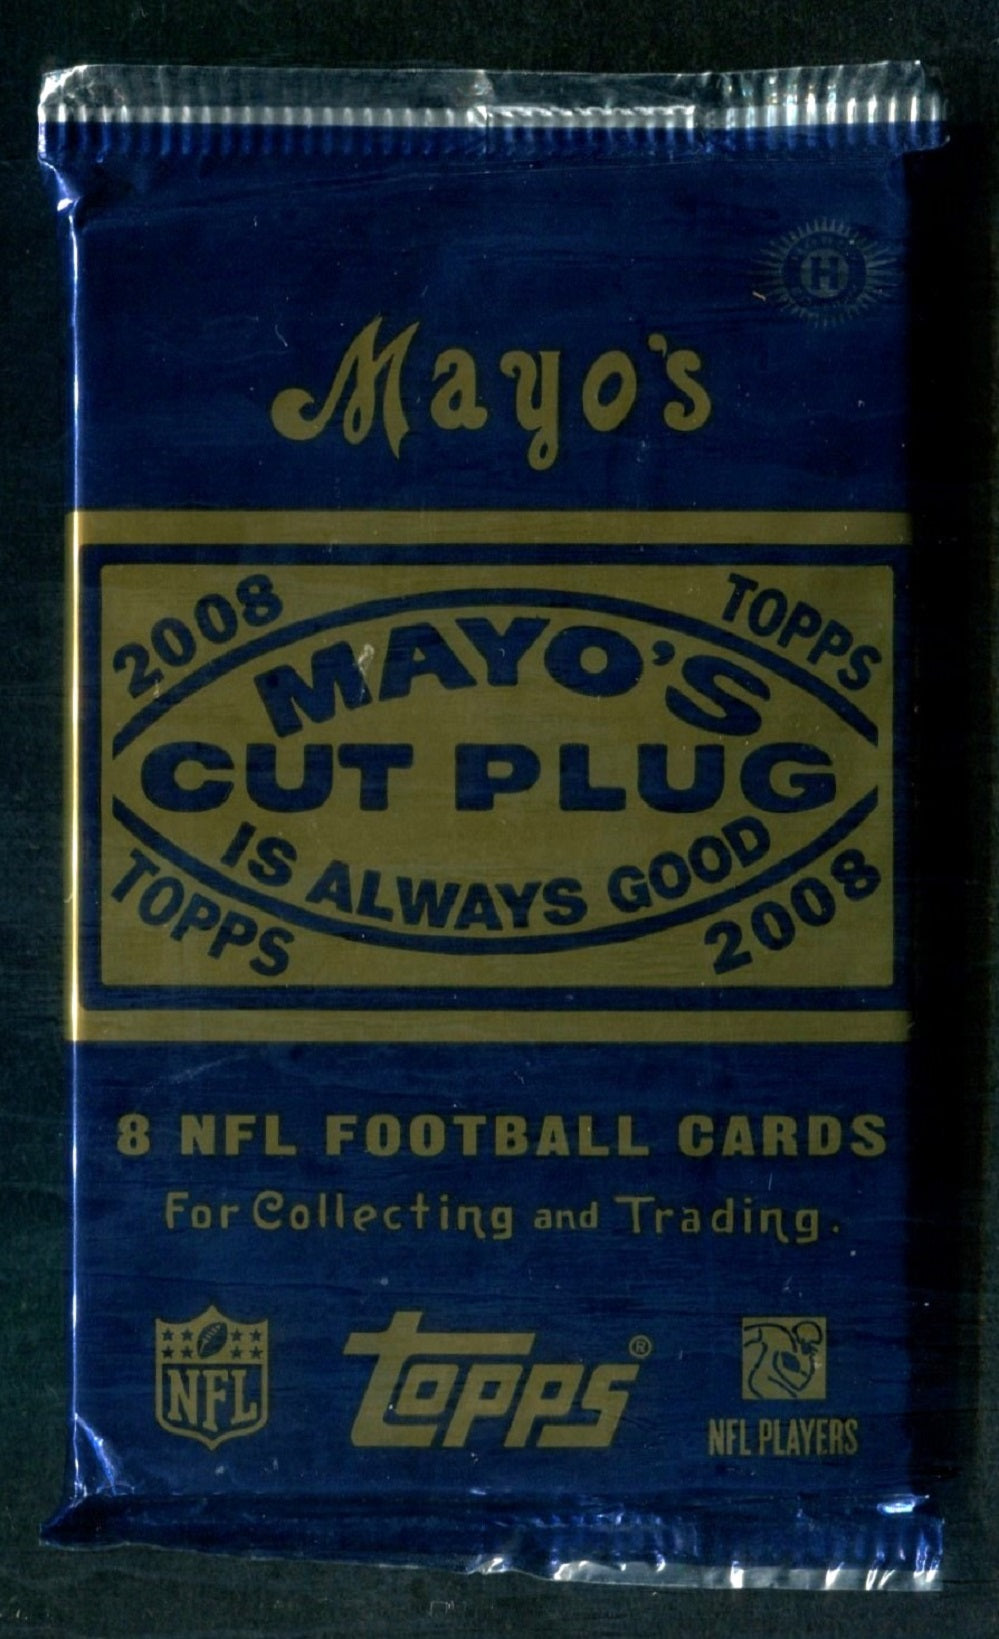 H
Mayo's
2008 TOPPS
MAYO'S
CUT PLUG
IS ALWAYS GOOD
TOPPS 2008
8 NFL FOOTBALL CARDS
For Collecting and Trading.
NFL
Topps®
NFL PLAYERS